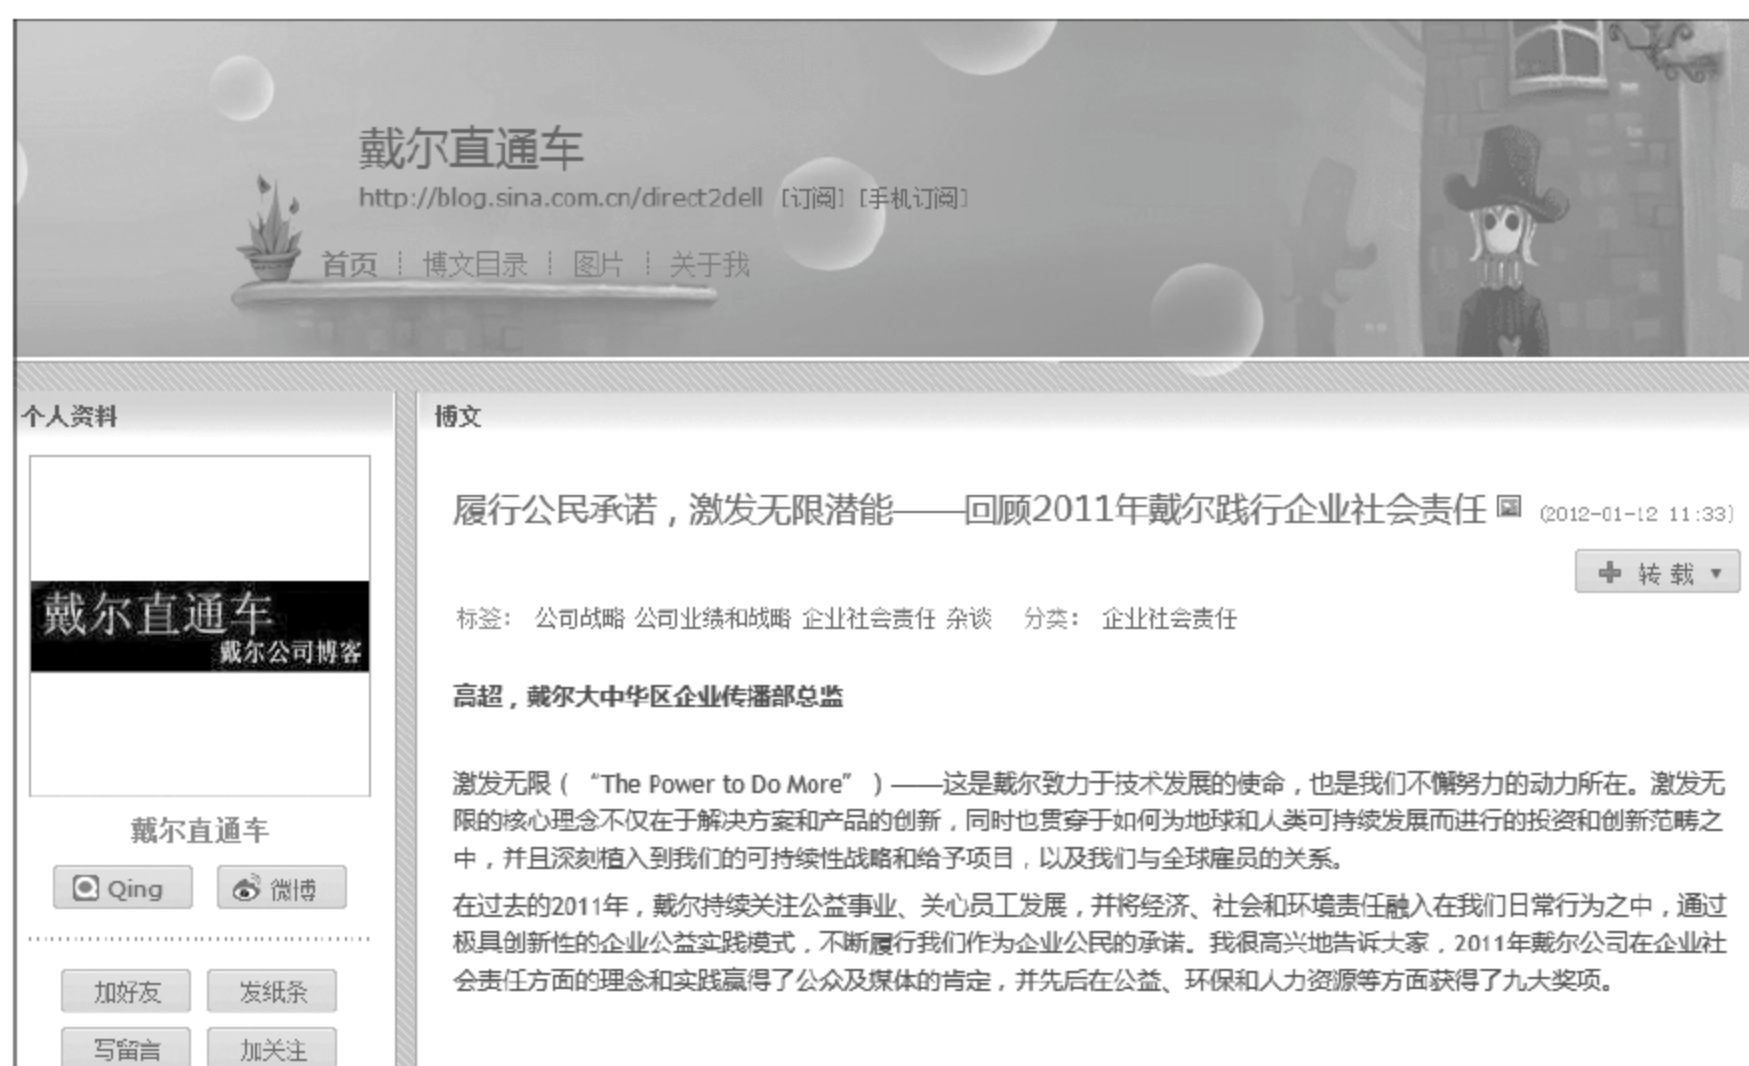 戴尔直通车
http://blog.sina.com.cn/direct2dell [订阅] [手机订阅]
首页 | 博文目录 | 图片 | 关于我
个人资料
戴尔直通车
戴尔公司博客
戴尔直通车
Qing 微博
加好友 发纸条
写留言 加关注
博文
履行公民承诺，激发无限潜能——回顾2011年戴尔践行企业社会责任 (2012-01-12 11:33)
转载
标签： 公司战略 公司业绩和战略 企业社会责任 杂谈 分类： 企业社会责任
高超，戴尔大中华区企业传播部总监
激发无限（“The Power to Do More”）——这是戴尔致力于技术发展的使命，也是我们不懈努力的动力所在。激发无
限的核心理念不仅在于解决方案和产品的创新，同时也贯穿于如何为地球和人类可持续发展而进行的投资和创新范畴之
中，并且深刻植入到我们的可持续性战略和给予项目，以及我们与全球雇员的关系。
在过去的2011年，戴尔持续关注公益事业、关心员工发展，并将经济、社会和环境责任融入在我们日常行为之中，通过
极具创新性的企业公益实践模式，不断履行我们作为企业公民的承诺。我很高兴地告诉大家，2011年戴尔公司在企业社
会责任方面的理念和实践赢得了公众及媒体的肯定，并先后在公益、环保和人力资源等方面获得了九大奖项。